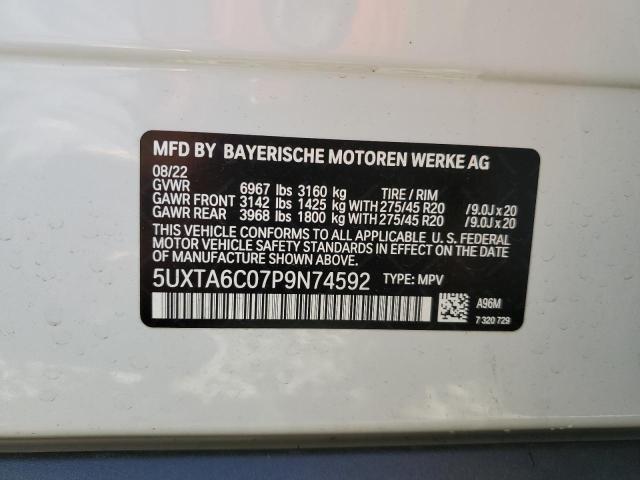 MFD BY BAYERISCHE MOTOREN WERKE AG
08/22
GVWR 6967 lbs 3160 kg TIRE / RIM
GAWR FRONT 3142 lbs 1425 kg WITH 275/45 R20 /9.0J x 20
GAWR REAR 3968 lbs 1800 kg WITH 275/45 R20 /9.0J x 20
THIS VEHICLE CONFORMS TO ALL APPLICABLE U. S. FEDERAL
MOTOR VEHICLE SAFETY STANDARDS IN EFFECT ON THE DATE
OF MANUFACTURE SHOWN ABOVE.
5UXTA6C07P9N74592 TYPE: MPV
A96M
7 320 729